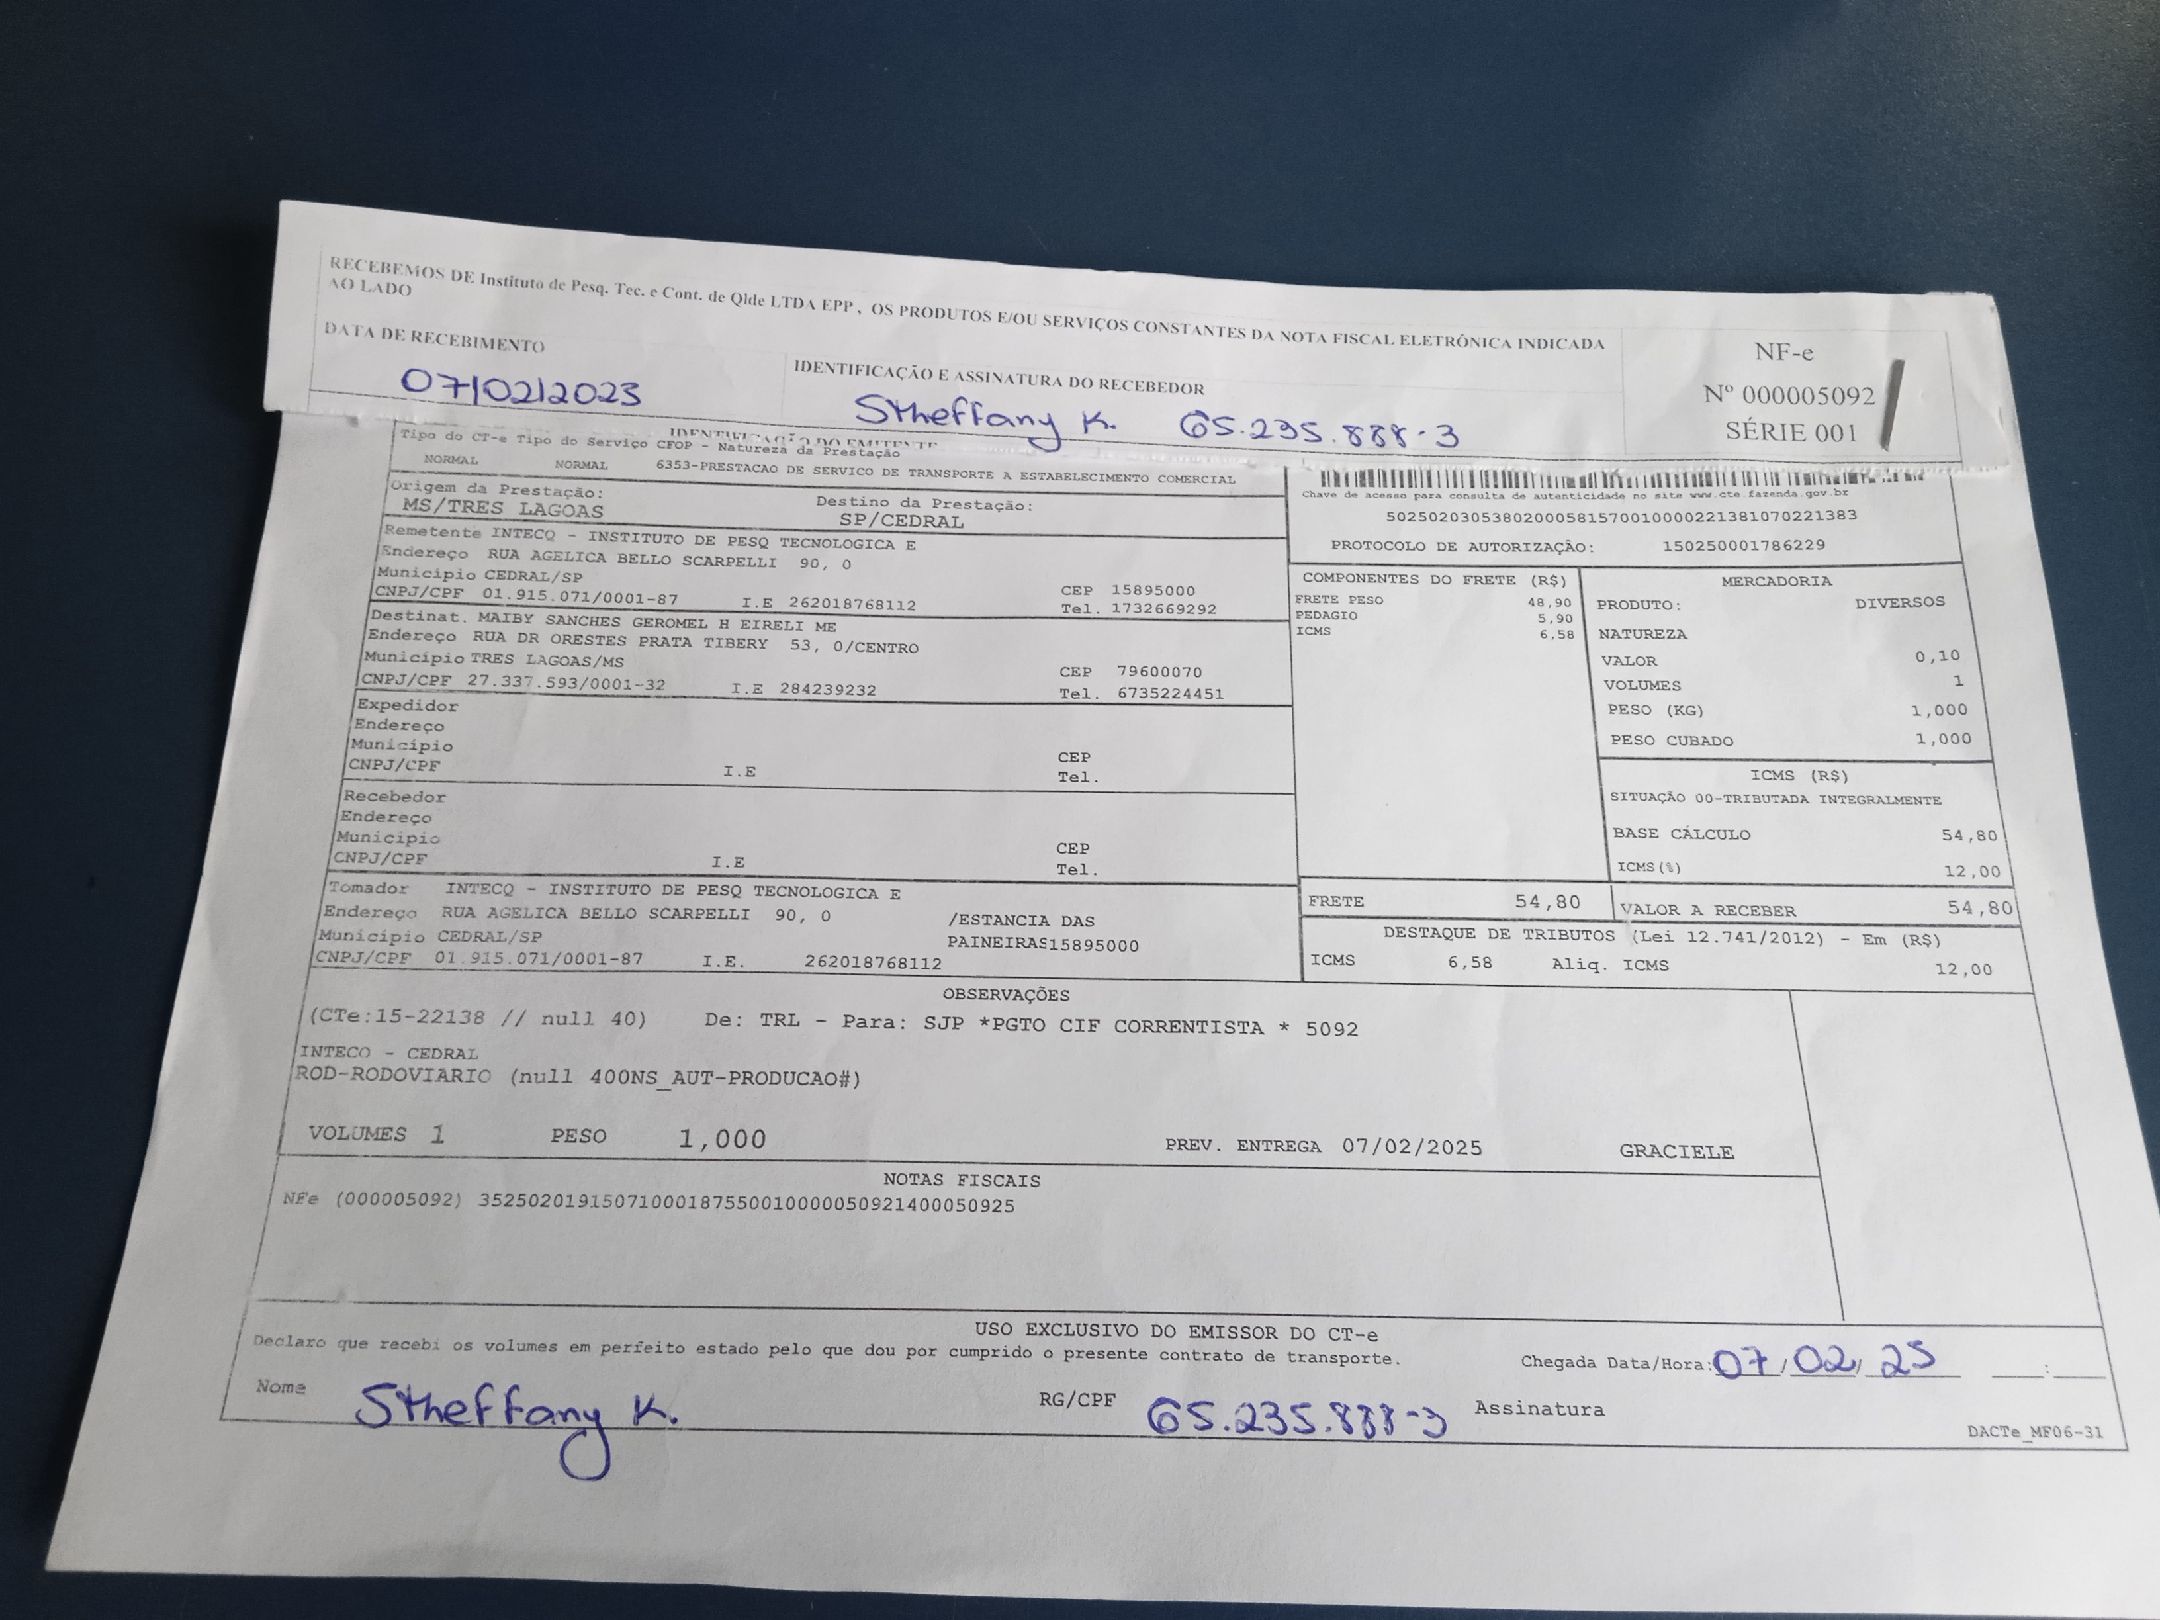 RECEBEMOS DE Instituto de Pesq. Tec. e Cont. de Qlde LTDA EPP , OS PRODUTOS E/OU SERVIÇOS CONSTANTES DA NOTA FISCAL ELETRÔNICA INDICADA
AO LADO
DATA DE RECEBIMENTO
07/02/2023
IDENTIFICAÇÃO E ASSINATURA DO RECEBEDOR
Stheffany K. 65.235.888-3
NF-e
Nº 000005092
SÉRIE 001
IDENTIFICAÇÃO DO EMITENTE
Tipo do CT-e Tipo do Serviço CFOP - Natureza da Prestação
NORMAL NORMAL 6353-PRESTACAO DE SERVICO DE TRANSPORTE A ESTABELECIMENTO COMERCIAL
Origem da Prestação: Destino da Prestação:
MS/TRES LAGOAS SP/CEDRAL
Chave de acesso para consulta de autenticidade no site www.cte.fazenda.gov.br
50250203053802000581570010000221381070221383
PROTOCOLO DE AUTORIZAÇÃO: 150250001786229
Remetente INTECQ - INSTITUTO DE PESQ TECNOLOGICA E
Endereço RUA AGELICA BELLO SCARPELLI 90, 0
Município CEDRAL/SP CEP 15895000
CNPJ/CPF 01.915.071/0001-87 I.E 262018768112 Tel. 1732669292
Destinat. MAIBY SANCHES GEROMEL H EIRELI ME
Endereço RUA DR ORESTES PRATA TIBERY 53, 0/CENTRO
Município TRES LAGOAS/MS CEP 79600070
CNPJ/CPF 27.337.593/0001-32 I.E 284239232 Tel. 6735224451
Expedidor
Endereço
Município CEP
CNPJ/CPF I.E Tel.
Recebedor
Endereço
Município CEP
CNPJ/CPF I.E Tel.
Tomador INTECQ - INSTITUTO DE PESQ TECNOLOGICA E
Endereço RUA AGELICA BELLO SCARPELLI 90, 0 /ESTANCIA DAS
Município CEDRAL/SP PAINEIRAS15895000
CNPJ/CPF 01.915.071/0001-87 I.E. 262018768112
COMPONENTES DO FRETE (R$)
FRETE PESO 48,90
PEDAGIO 5,90
ICMS 6,58
MERCADORIA
PRODUTO: DIVERSOS
NATUREZA
VALOR 0,10
VOLUMES 1
PESO (KG) 1,000
PESO CUBADO 1,000
ICMS (R$)
SITUAÇÃO 00-TRIBUTADA INTEGRALMENTE
BASE CÁLCULO 54,80
ICMS(%) 12,00
FRETE 54,80 VALOR A RECEBER 54,80
DESTAQUE DE TRIBUTOS (Lei 12.741/2012) - Em (R$)
ICMS 6,58 Aliq. ICMS 12,00
OBSERVAÇÕES
(CTe:15-22138 // null 40) De: TRL - Para: SJP *PGTO CIF CORRENTISTA * 5092
INTECO - CEDRAL
ROD-RODOVIARIO (null 400NS_AUT-PRODUCAO#)
VOLUMES 1 PESO 1,000 PREV. ENTREGA 07/02/2025 GRACIELE
NOTAS FISCAIS
NFe (000005092) 35250201915071000187550010000050921400050925
USO EXCLUSIVO DO EMISSOR DO CT-e
Declaro que recebi os volumes em perfeito estado pelo que dou por cumprido o presente contrato de transporte. Chegada Data/Hora: 07/02/25 :
Nome Stheffany K. RG/CPF 65.235.888-3 Assinatura
DACTe_MF06-31